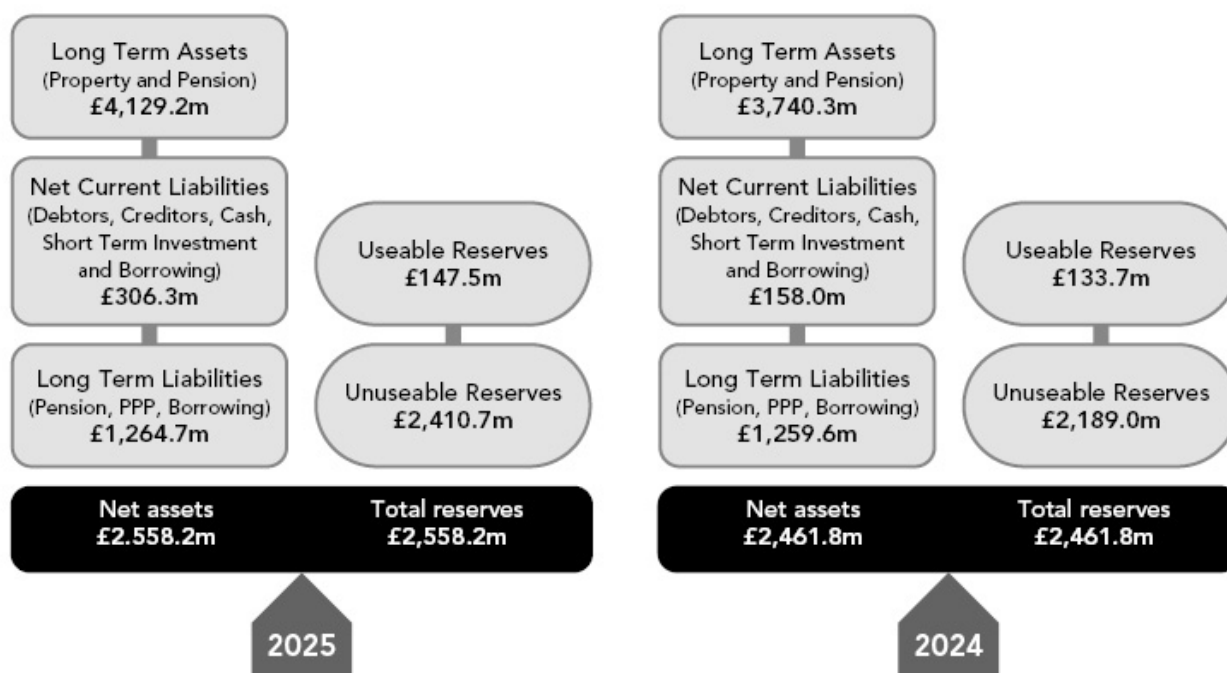 Long Term Assets
(Property and Pension)
£4,129.2m
Net Current Liabilities
(Debtors, Creditors, Cash,
Short Term Investment
and Borrowing)
£306.3m
Long Term Liabilities
(Pension, PPP, Borrowing)
£1,264.7m
Useable Reserves
£147.5m
Unuseable Reserves
£2,410.7m
Net assets
£2.558.2m
Total reserves
£2,558.2m
2025
Long Term Assets
(Property and Pension)
£3,740.3m
Net Current Liabilities
(Debtors, Creditors, Cash,
Short Term Investment
and Borrowing)
£158.0m
Long Term Liabilities
(Pension, PPP, Borrowing)
£1,259.6m
Useable Reserves
£133.7m
Unuseable Reserves
£2,189.0m
Net assets
£2,461.8m
Total reserves
£2,461.8m
2024